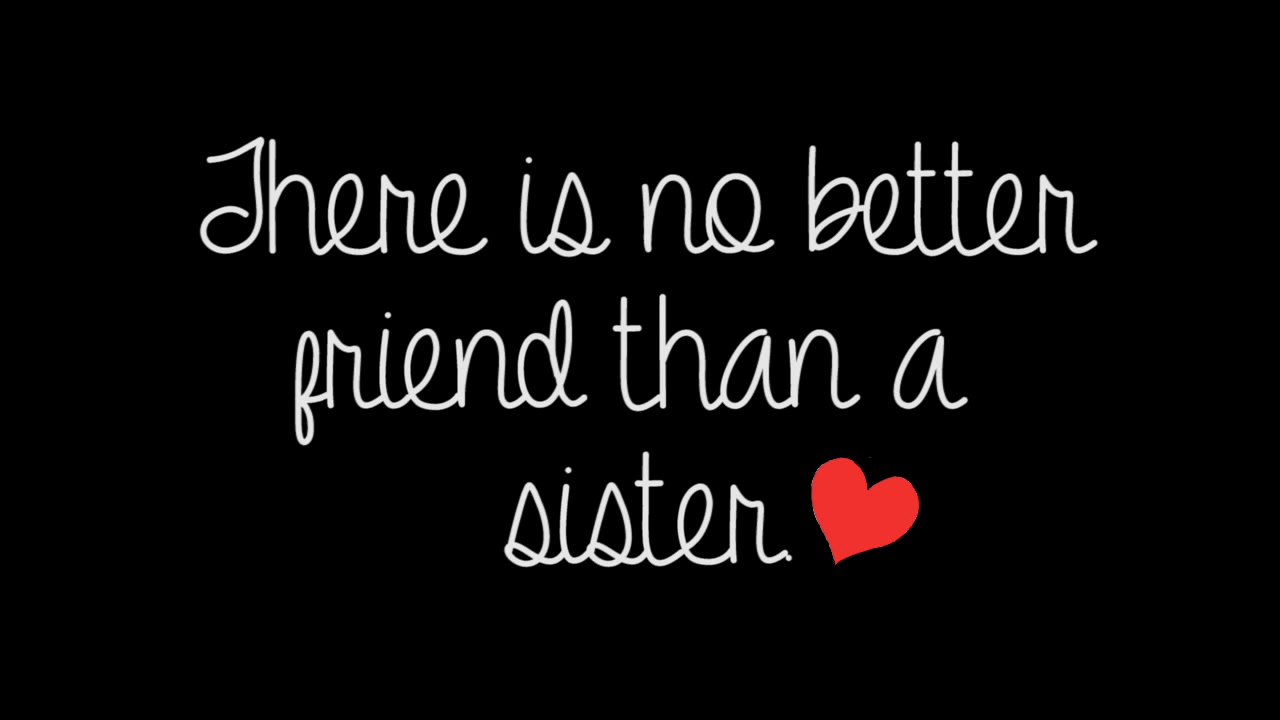 There is no better
friend than a
sister.